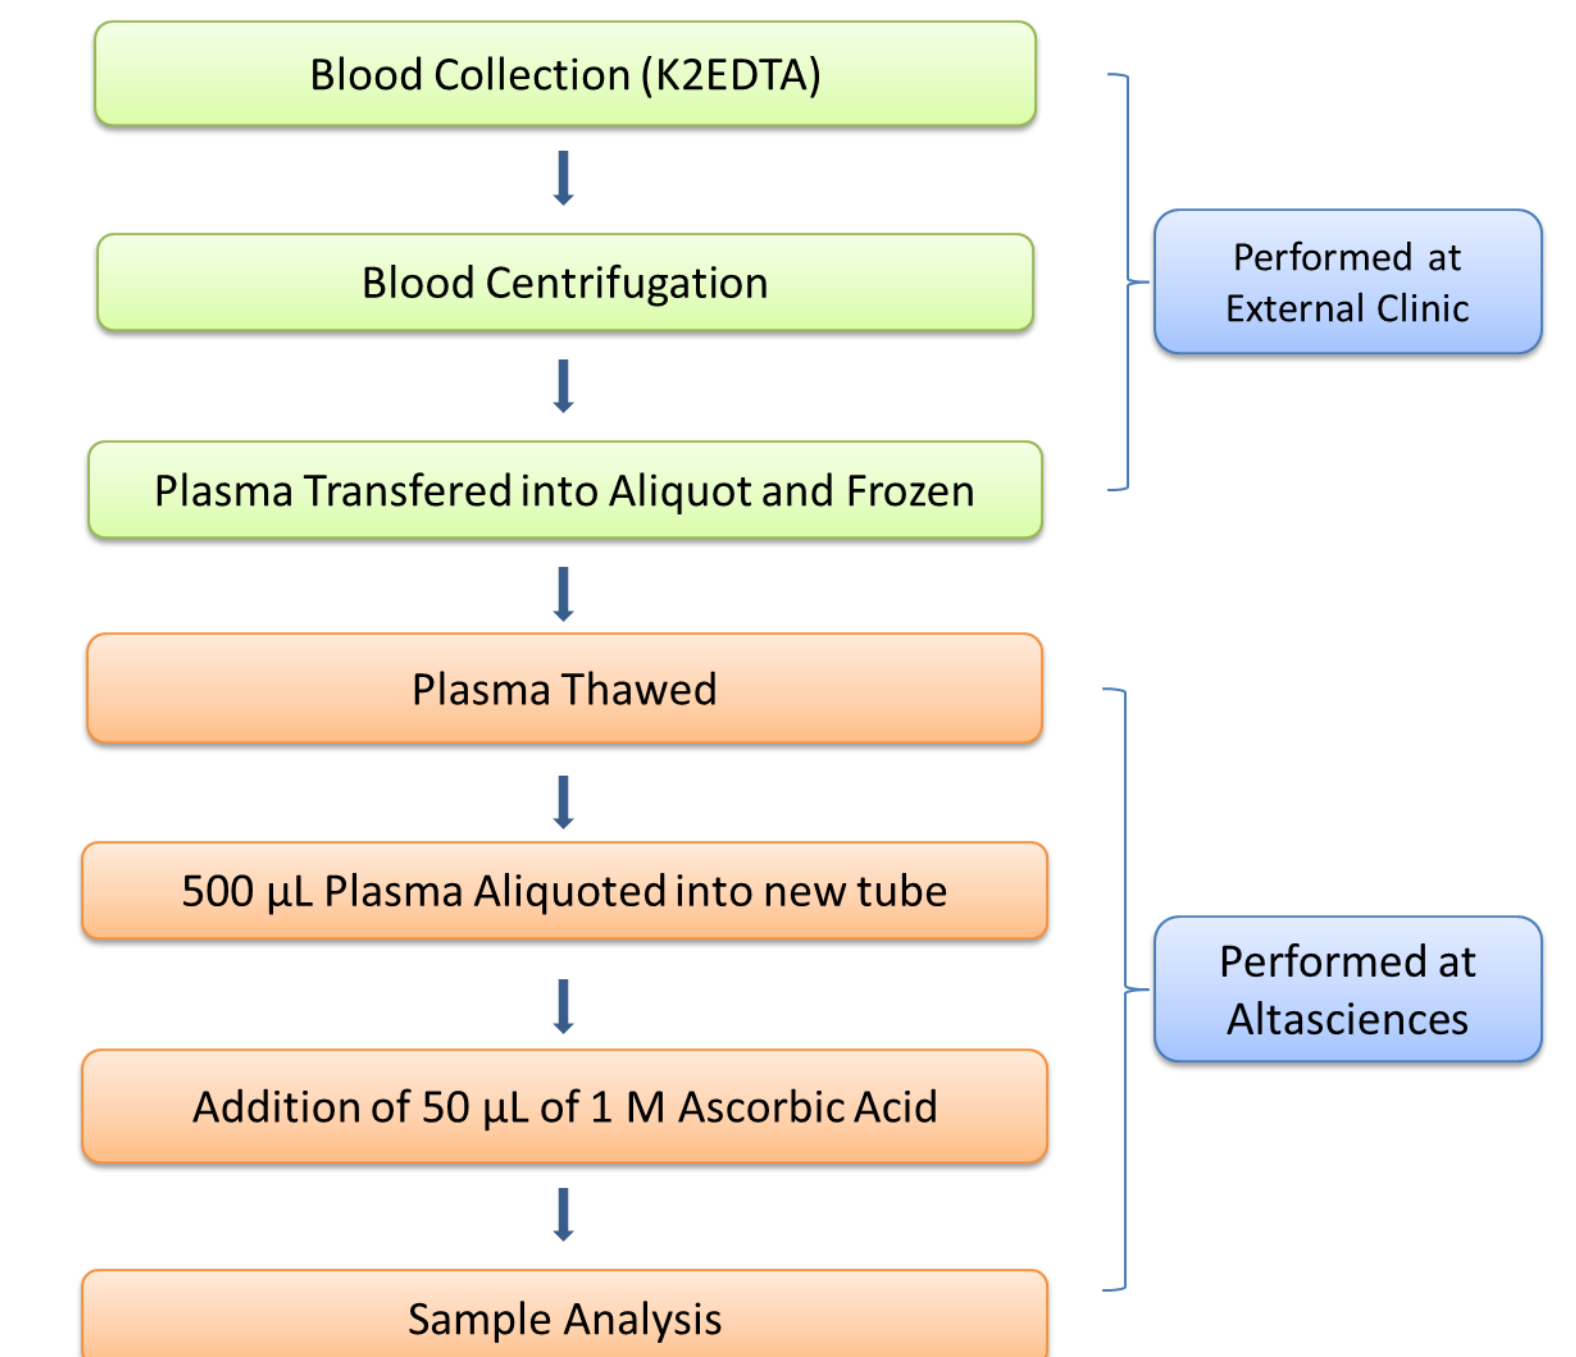 Blood Collection (K2EDTA)
Blood Centrifugation
Performed at
External Clinic
Plasma Transfered into Aliquot and Frozen
Plasma Thawed
500 µL Plasma Aliquoted into new tube
Performed at
Altasciences
Addition of 50 µL of 1 M Ascorbic Acid
Sample Analysis